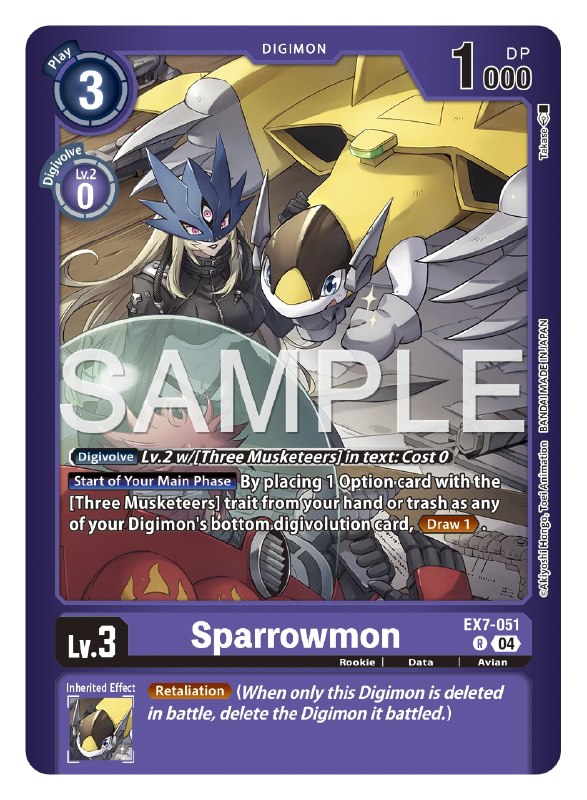 DIGIMON
Play
3
1000
DP
Digivolve
Lv.2
0
Takase
SAMPLE
Digivolve Lv.2 w/[Three Musketeers] in text: Cost 0
Start of Your Main Phase By placing 1 Option card with the
[Three Musketeers] trait from your hand or trash as any
of your Digimon's bottom digivolution card, Draw 1 .
©Akiyoshi Hongo, Toei Animation BANDAI MADE IN JAPAN
Lv.3
Sparrowmon
EX7-051
R 04
Rookie | Data | Avian
Inherited Effect
Retaliation (When only this Digimon is deleted
in battle, delete the Digimon it battled.)